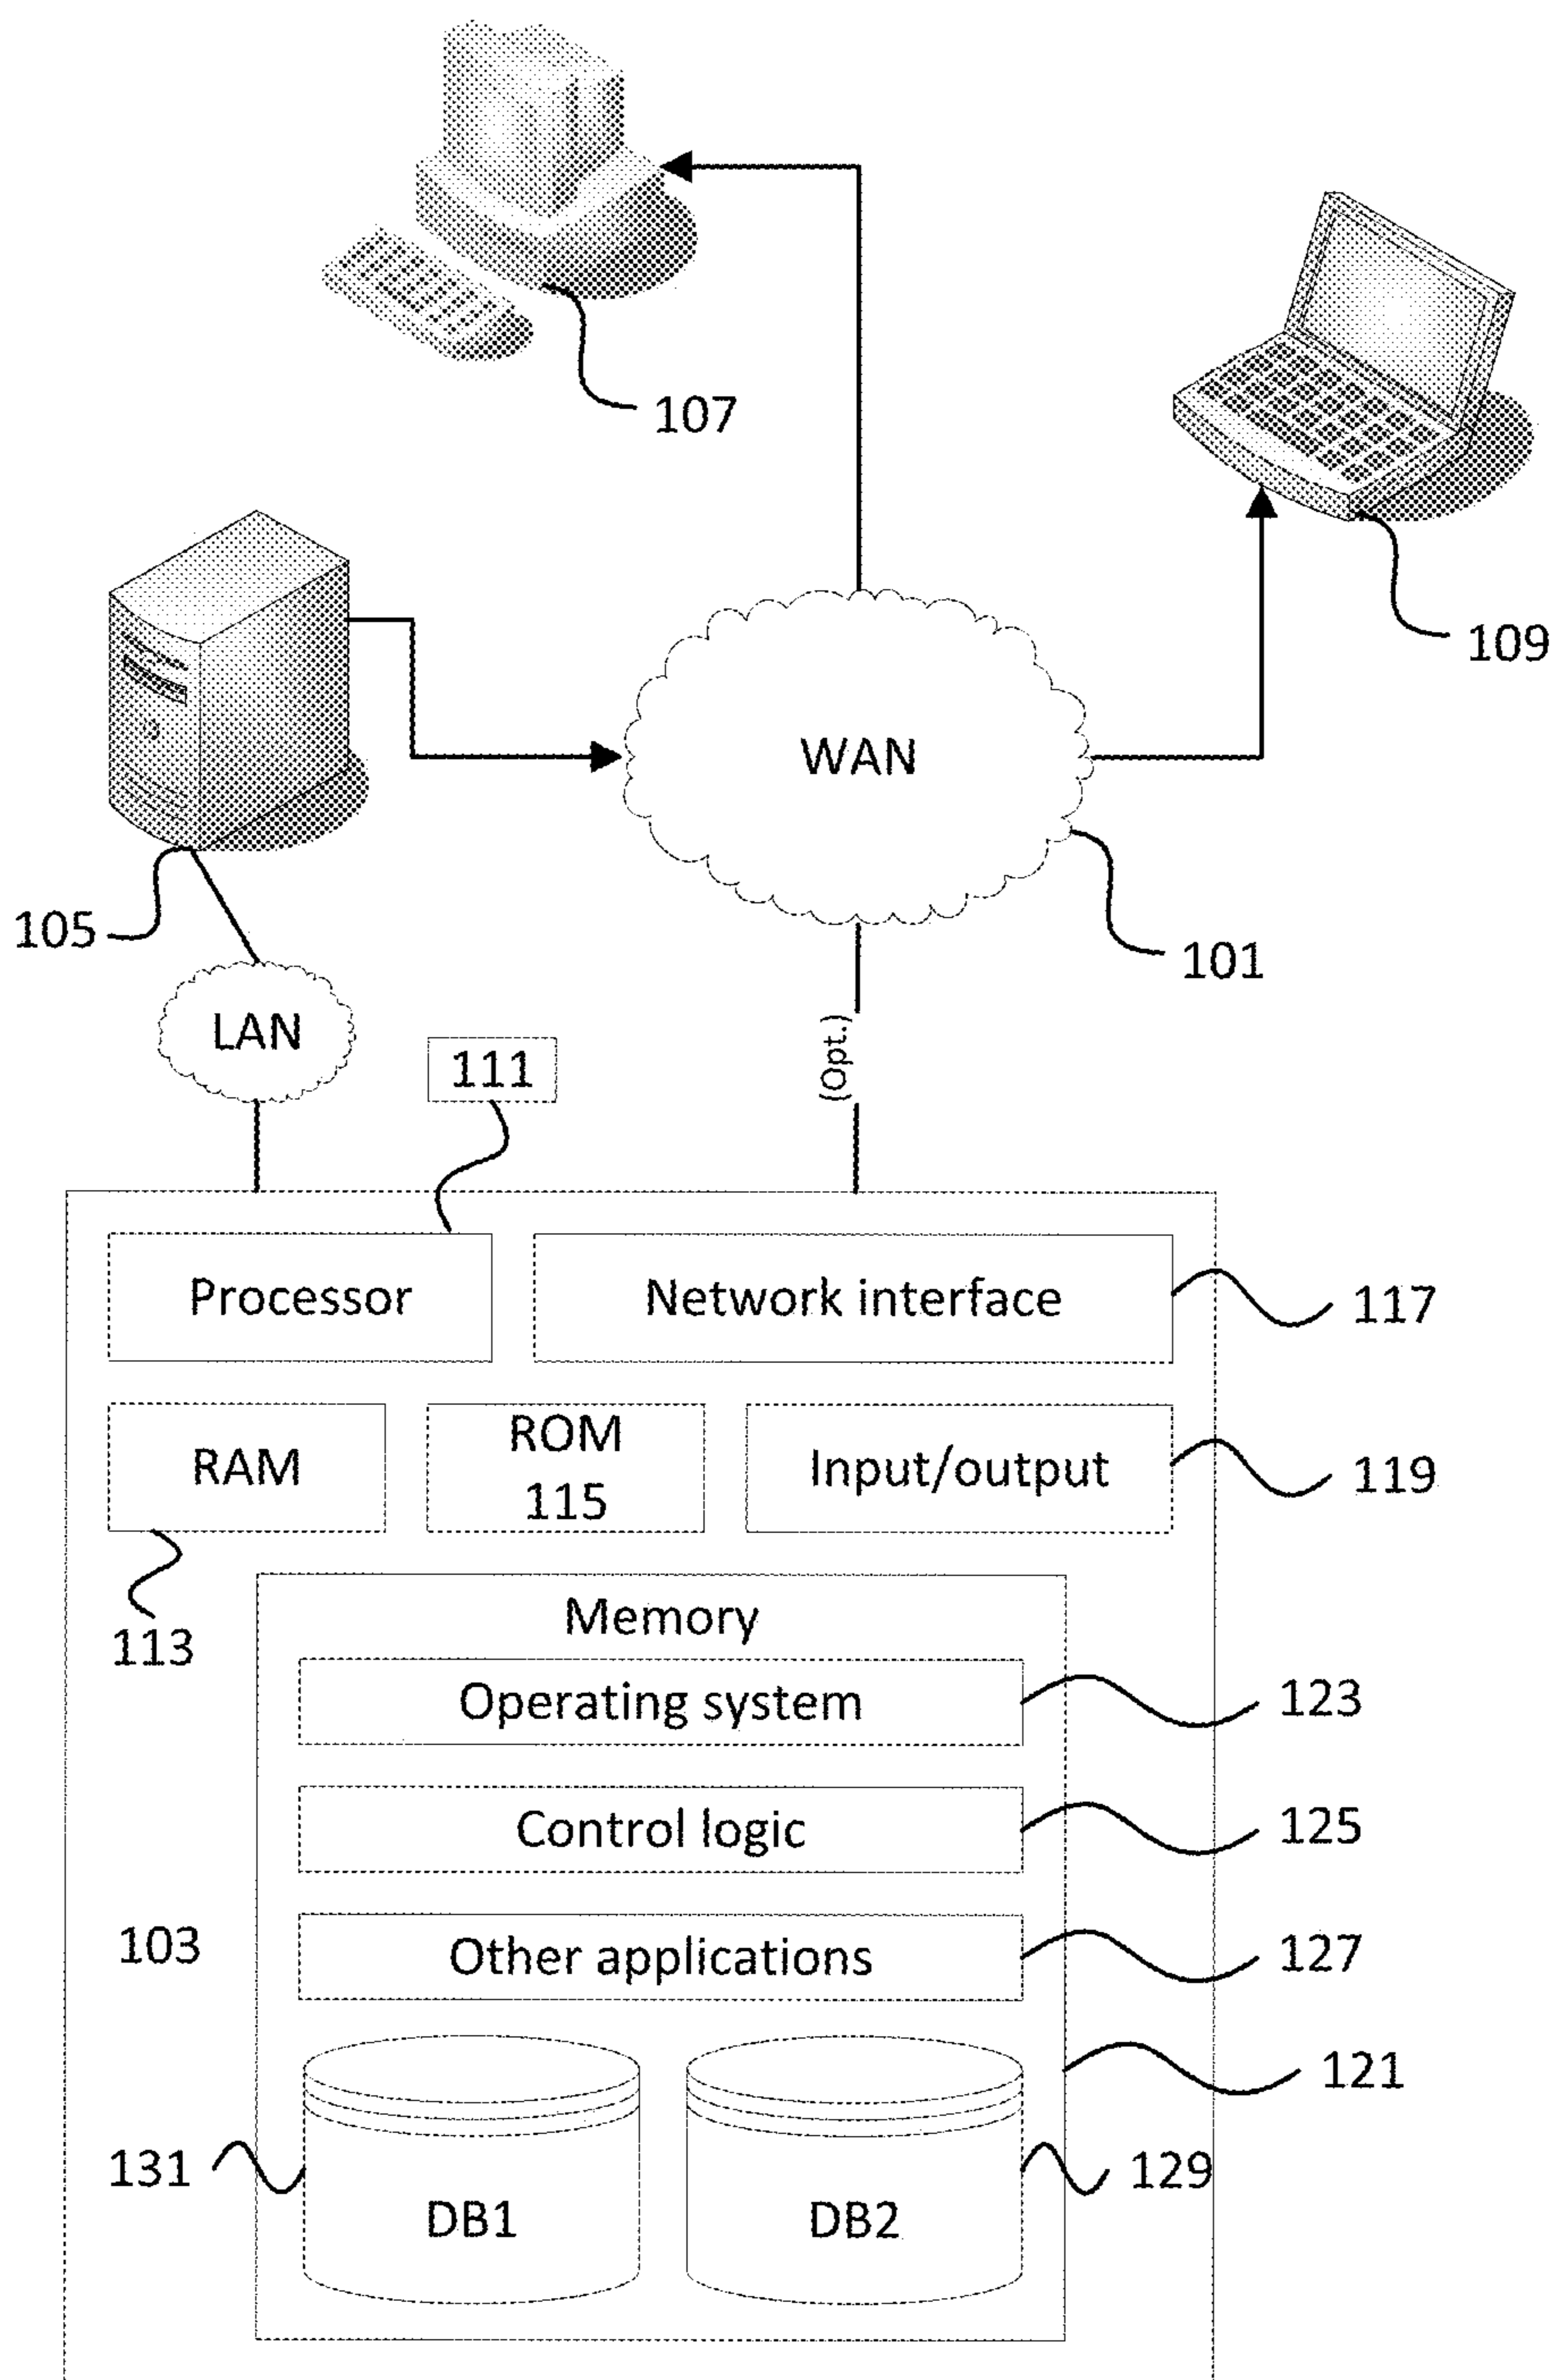 107
109
WAN
105
101
LAN
(Opt.)
111
Processor
Network interface
117
RAM
ROM
115
Input/output
119
113
Memory
Operating system
123
Control logic
125
103
Other applications
127
121
131
DB1
DB2
129